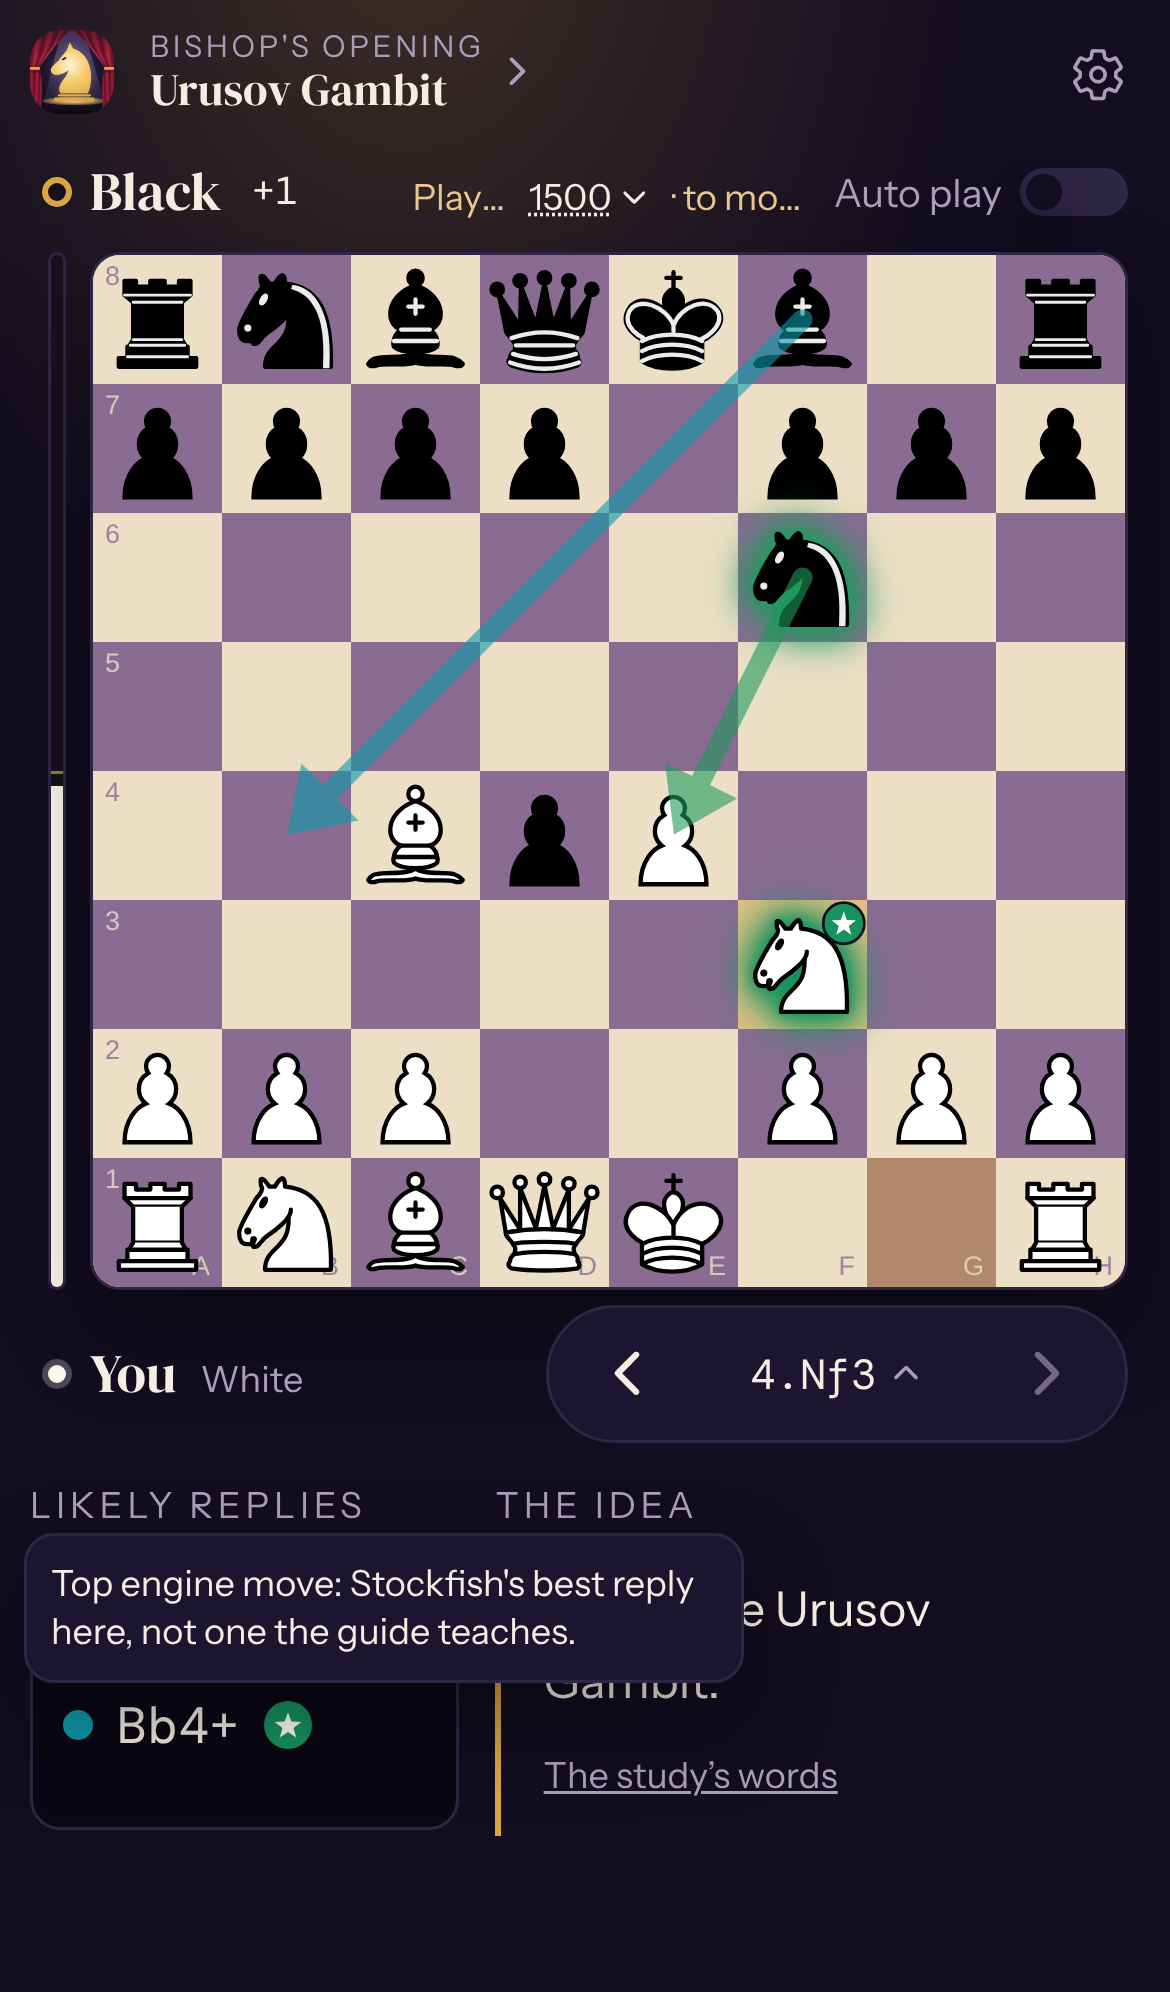 BISHOP'S OPENING
Urusov Gambit
Black +1 Play... 1500 · to mo... Auto play
8
7
6
5
4
3
2
1
A B C D E F G H
You White
4.Nf3
LIKELY REPLIES
THE IDEA
Top engine move: Stockfish's best reply
here, not one the guide teaches.
e Urusov
Gambit.
Bb4+
The study's words